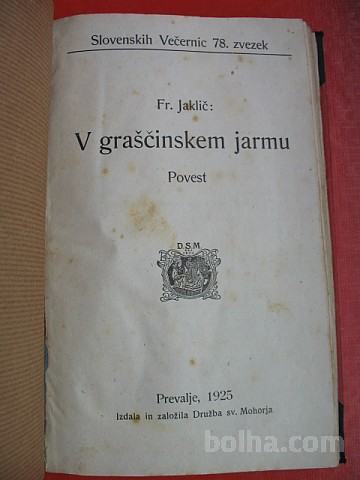 Slovenskih Večernic 78. zvezek
Fr. Jaklič:
V graščinskem jarmu
Povest
D.S.M
Prevalje, 1925
Izdala in založila Družba sv. Mohorja
bolha.com